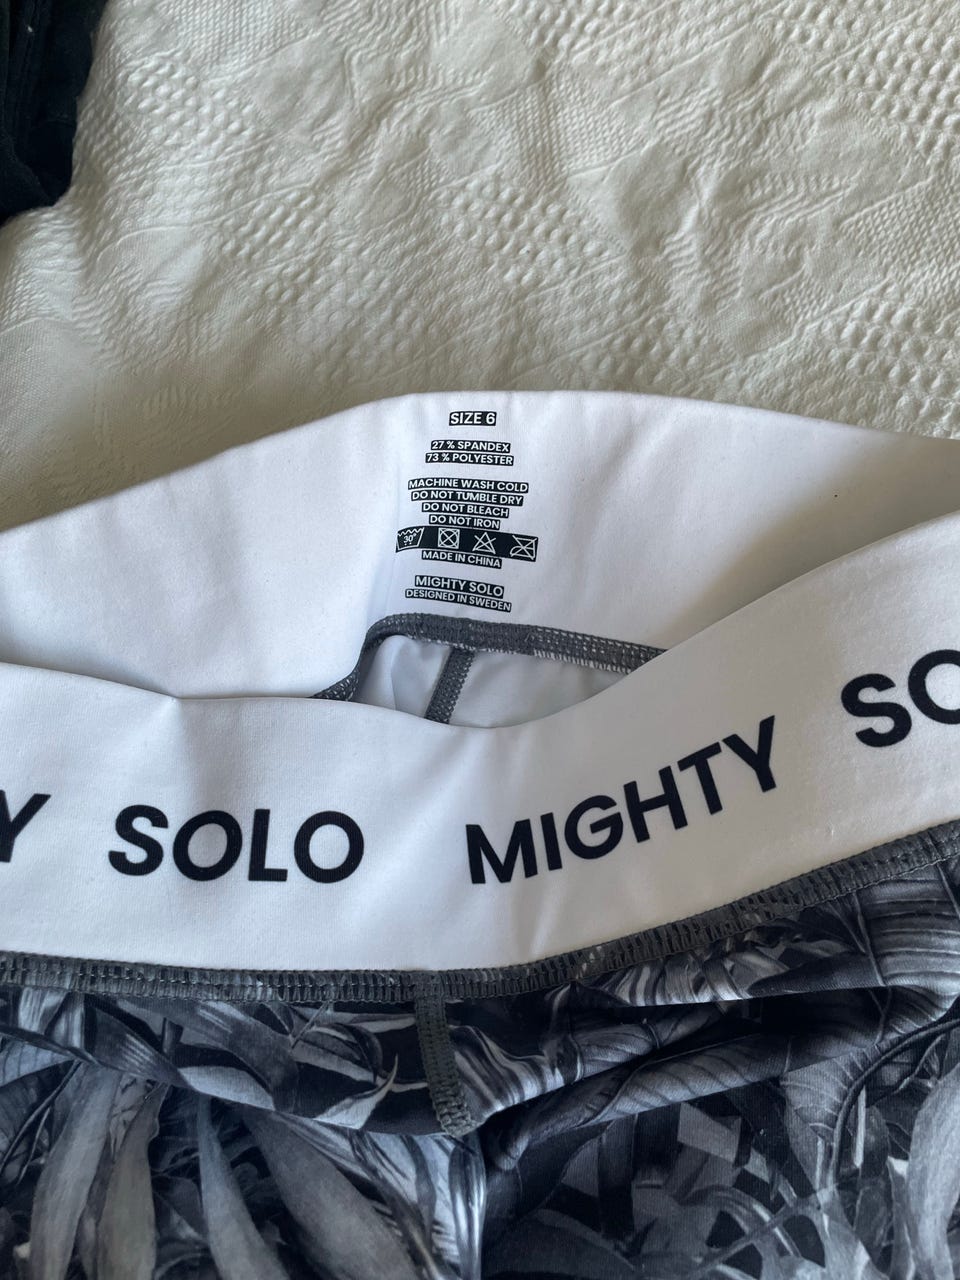 SIZE 6
27 % SPANDEX
73 % POLYESTER
MACHINE WASH COLD
DO NOT TUMBLE DRY
DO NOT BLEACH
DO NOT IRON
30°
MADE IN CHINA
MIGHTY SOLO
DESIGNED IN SWEDEN
Y SOLO MIGHTY SO